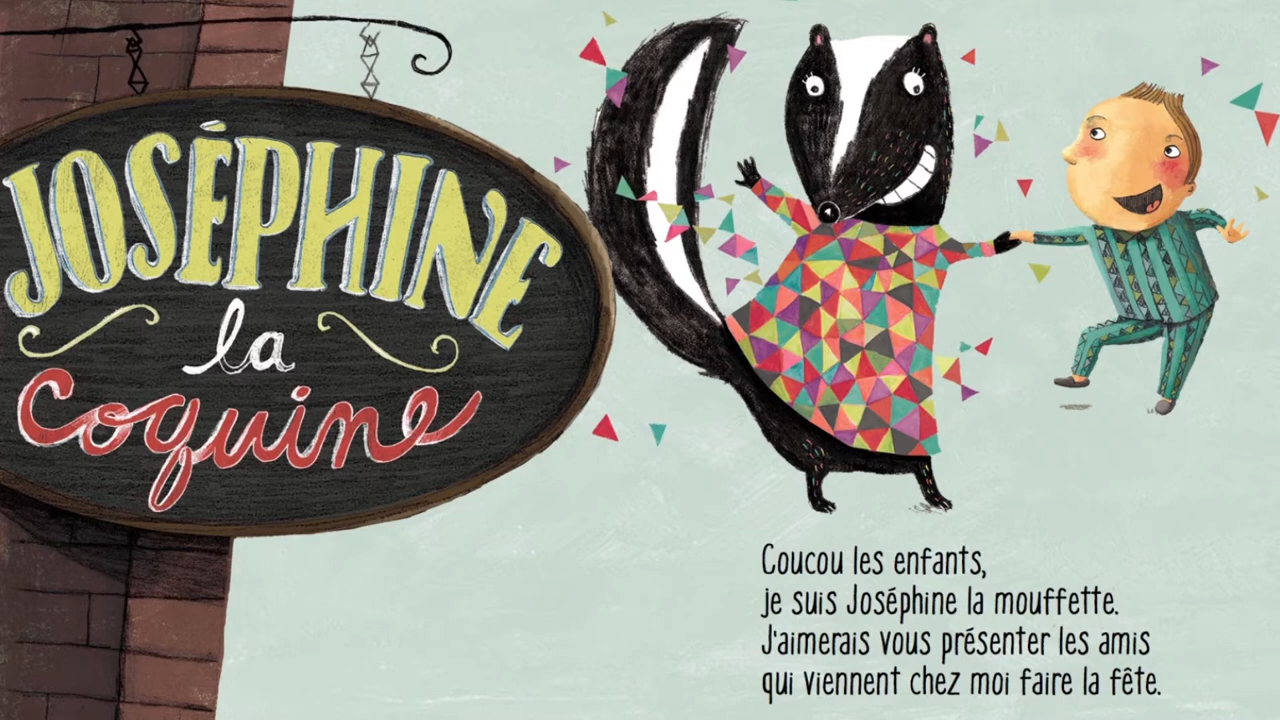 JOSÉPHINE
la
Coquine
Coucou les enfants,
je suis Joséphine la mouffette.
J'aimerais vous présenter les amis
qui viennent chez moi faire la fête.